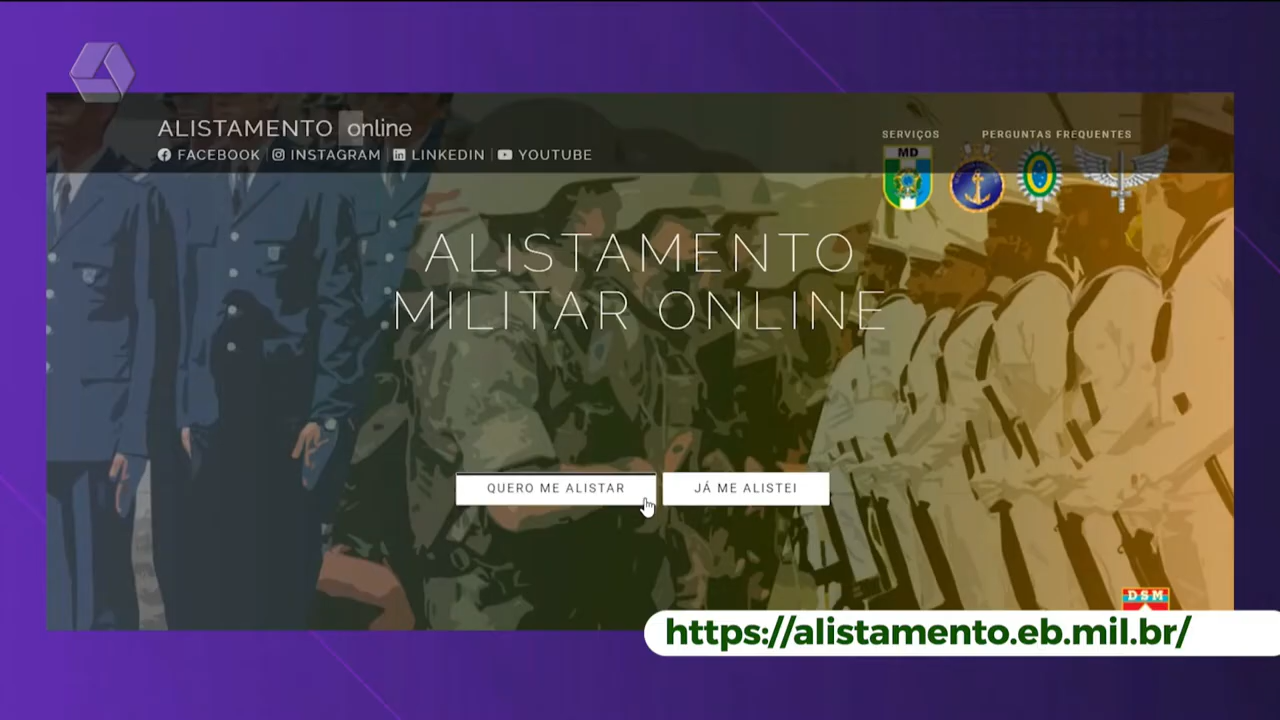 ALISTAMENTO online
FACEBOOK INSTAGRAM LINKEDIN YOUTUBE
SERVIÇOS PERGUNTAS FREQUENTES
MD
ALISTAMENTO
MILITAR ONLINE
QUERO ME ALISTAR
JÁ ME ALISTEI
DSM
https://alistamento.eb.mil.br/